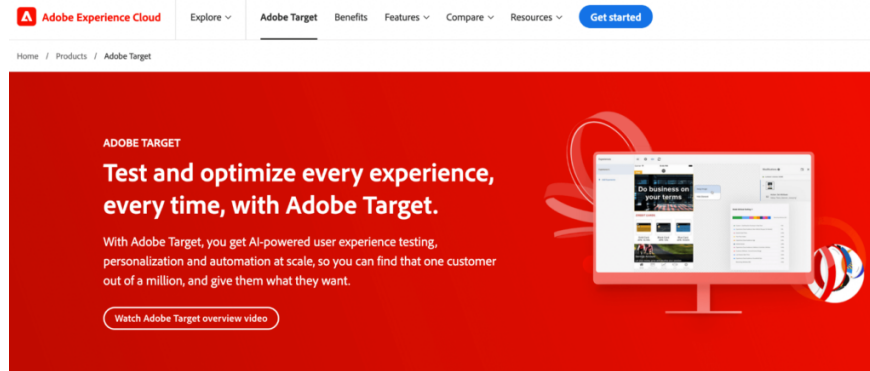 Adobe Experience Cloud
Explore
Adobe Target
Benefits
Features
Compare
Resources
Get started
Home / Products / Adobe Target
ADOBE TARGET
Test and optimize every experience,
every time, with Adobe Target.
With Adobe Target, you get AI-powered user experience testing,
personalization and automation at scale, so you can find that one customer
out of a million, and give them what they want.
Watch Adobe Target overview video
Do business on
your terms